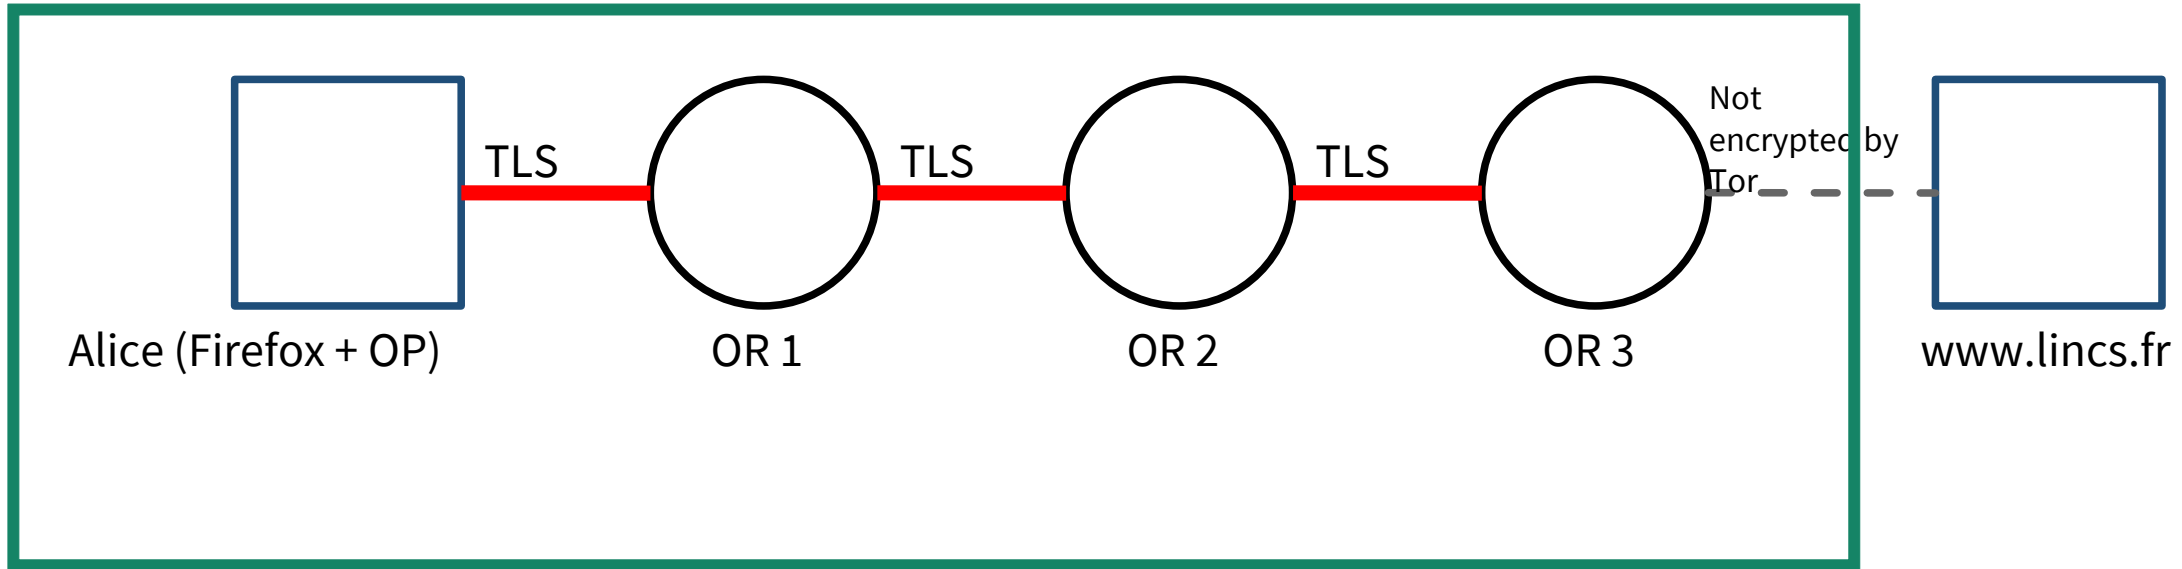 TLS
TLS
TLS
Not
encrypted by
Tor
Alice (Firefox + OP)
OR 1
OR 2
OR 3
www.lincs.fr